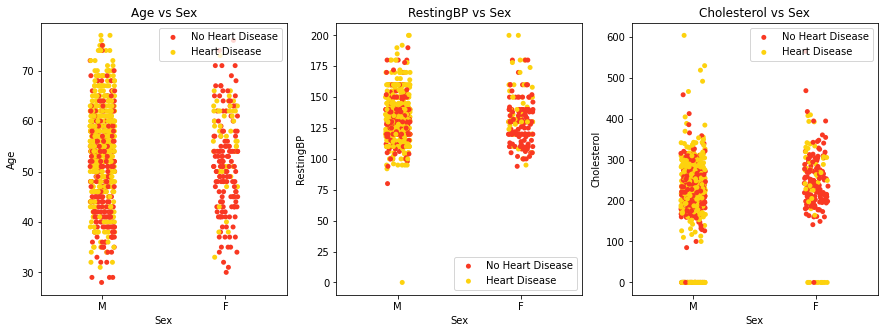 Age vs Sex
No Heart Disease
Heart Disease
70
60
50
40
30
Age
M
F
Sex
RestingBP vs Sex
200
175
150
125
100
75
50
25
0
RestingBP
No Heart Disease
Heart Disease
M
F
Sex
Cholesterol vs Sex
No Heart Disease
Heart Disease
600
500
400
300
200
100
0
Cholesterol
M
F
Sex